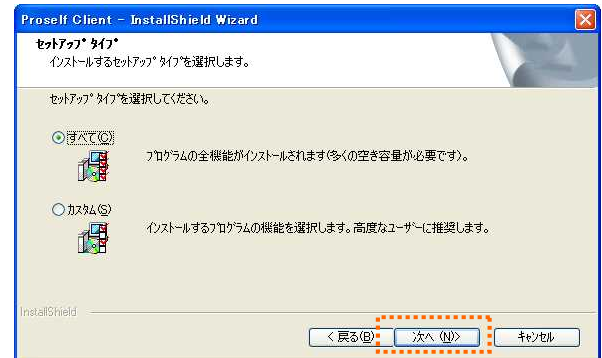 Proself Client - InstallShield Wizard
セットアップ タイプ
インストールするセットアップ タイプを選択します。
セットアップ タイプを選択してください。
すべて(C)
プログラムの全機能がインストールされます(多くの空き容量が必要です)。
カスタム(S)
インストールするプログラムの機能を選択します。高度なユーザーに推奨します。
InstallShield
< 戻る(B) 次へ (N)> キャンセル